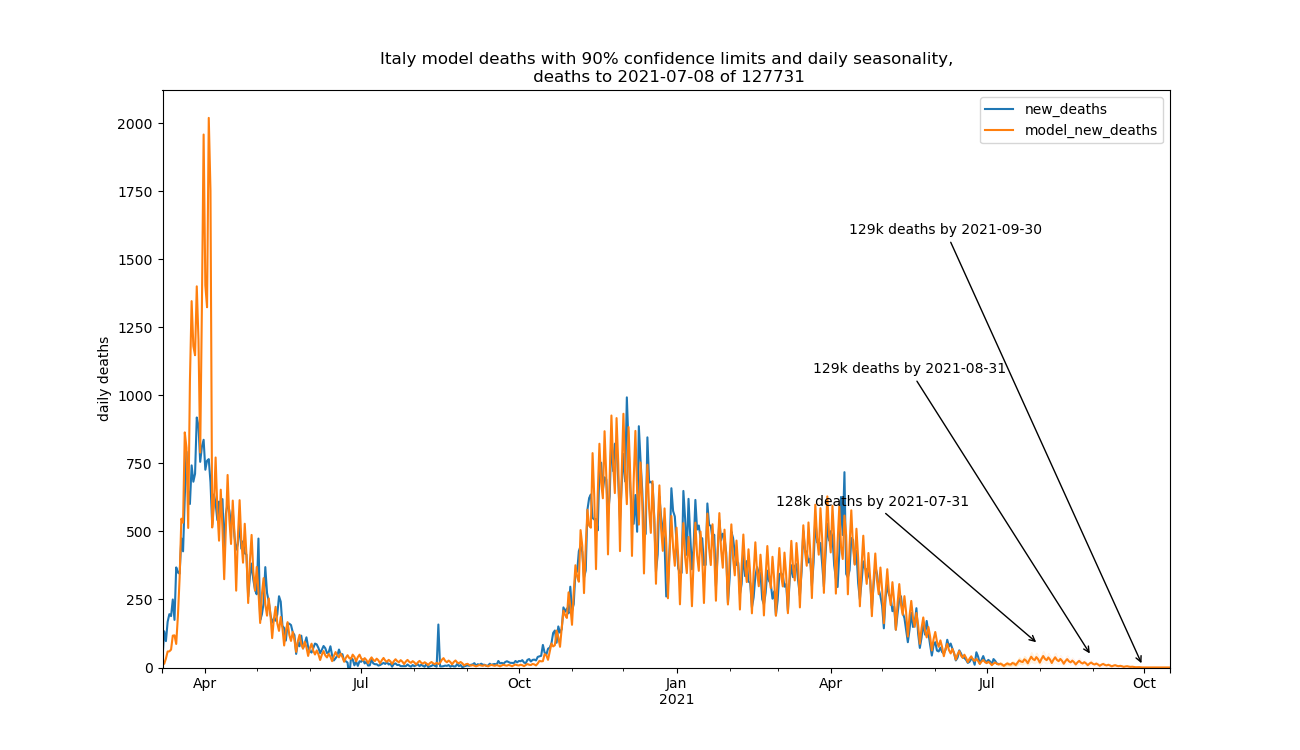 Italy model deaths with 90% confidence limits and daily seasonality,
deaths to 2021-07-08 of 127731
new_deaths
model_new_deaths
daily deaths
2000
1750
1500
1250
1000
750
500
250
0
129k deaths by 2021-09-30
129k deaths by 2021-08-31
128k deaths by 2021-07-31
Apr
Jul
Oct
Jan
2021
Apr
Jul
Oct